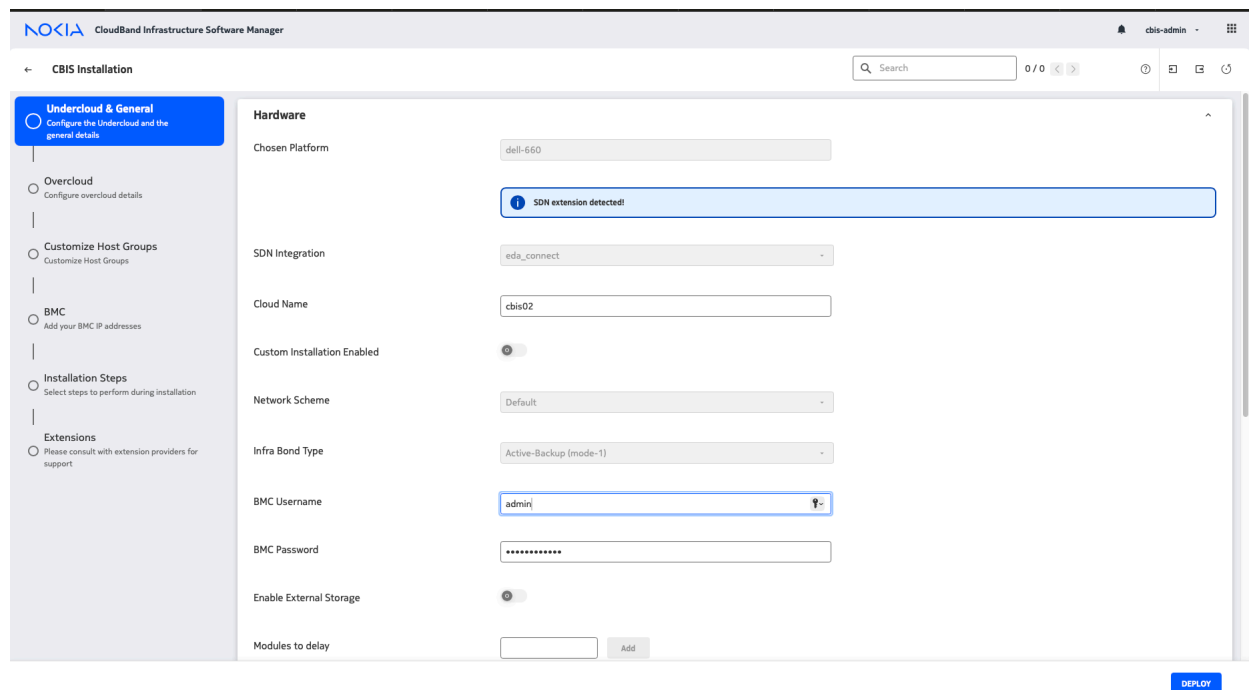 NOKIA CloudBand Infrastructure Software Manager
cbis-admin
CBIS Installation
Search
0/0
Undercloud & General
Configure the Undercloud and the
general details
Overcloud
Configure overcloud details
Customize Host Groups
Customize Host Groups
BMC
Add your BMC IP addresses
Installation Steps
Select steps to perform during installation
Extensions
Please consult with extension providers for
support
Hardware
Chosen Platform
dell-660
SDN extension detected!
SDN Integration
eda_connect
Cloud Name
cbis02
Custom Installation Enabled
Network Scheme
Default
Infra Bond Type
Active-Backup (mode-1)
BMC Username
admin
BMC Password
••••••••••••
Enable External Storage
Modules to delay
Add
DEPLOY